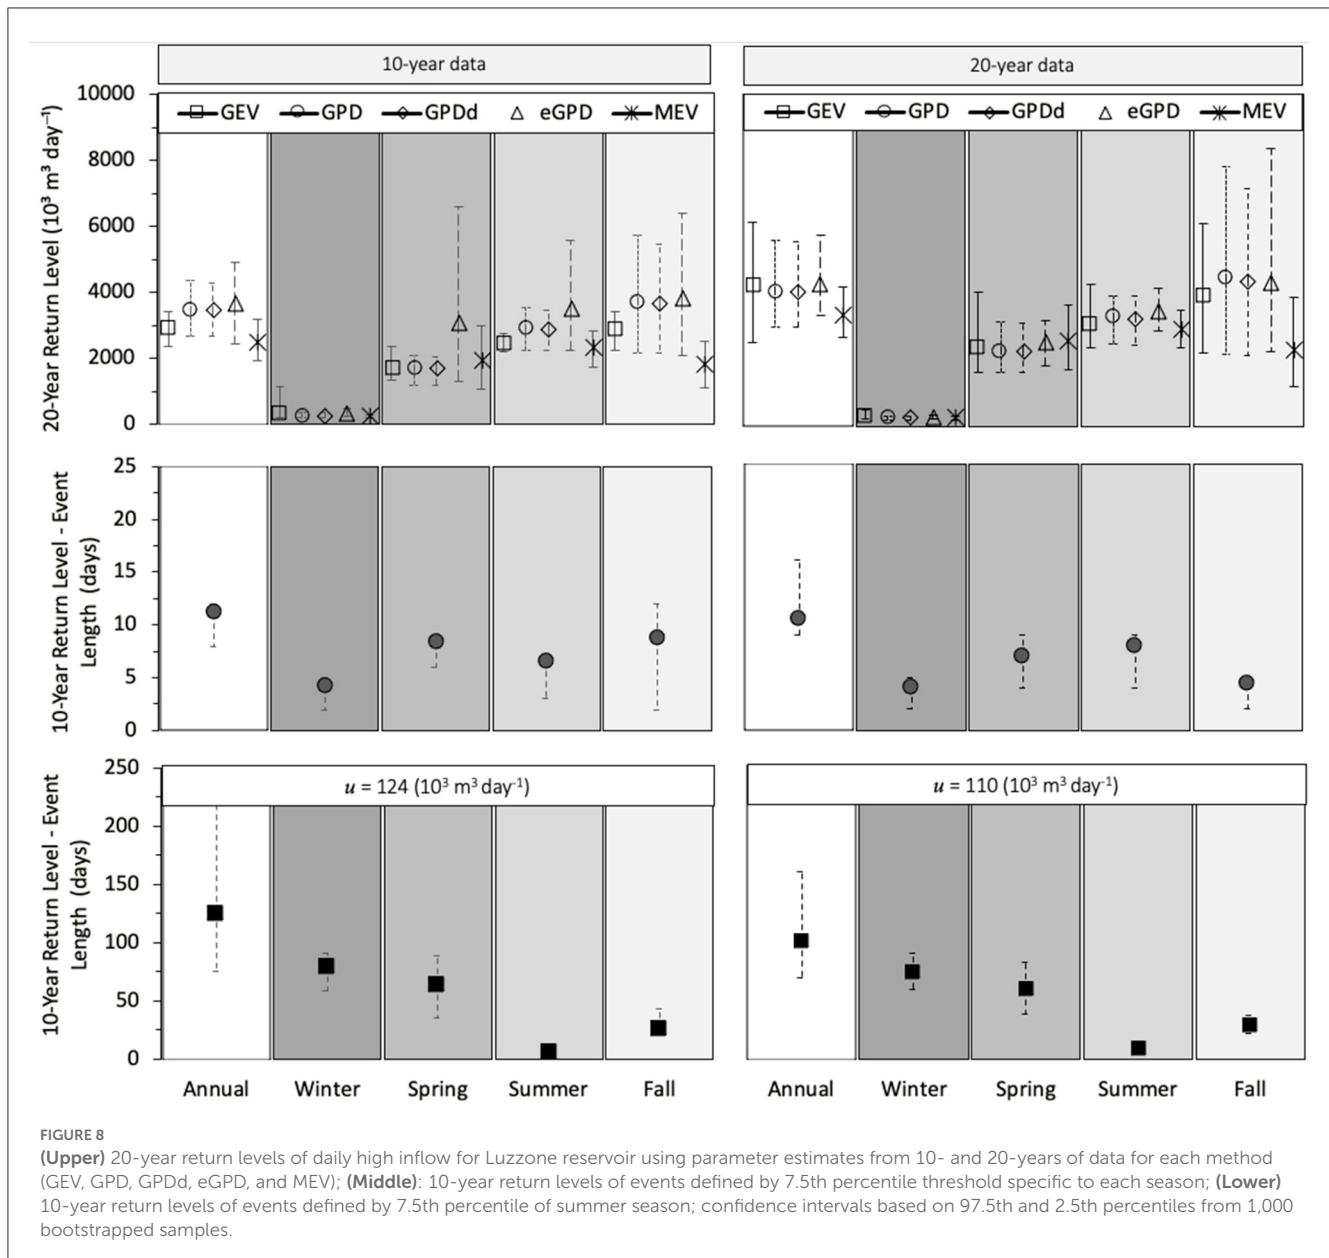 10-year data
20-year data
20-Year Return Level (10³ m³ day⁻¹)
10000
8000
6000
4000
2000
0
GEV GPD GPDd eGPD MEV
GEV GPD GPDd eGPD MEV
10-Year Return Level - Event
Length (days)
25
20
15
10
5
0
10-Year Return Level - Event
Length (days)
250
200
150
100
50
0
u = 124 (10³ m³ day⁻¹)
u = 110 (10³ m³ day⁻¹)
Annual Winter Spring Summer Fall
Annual Winter Spring Summer Fall
FIGURE 8
(Upper) 20-year return levels of daily high inflow for Luzzone reservoir using parameter estimates from 10- and 20-years of data for each method
(GEV, GPD, GPDd, eGPD, and MEV); (Middle): 10-year return levels of events defined by 7.5th percentile threshold specific to each season; (Lower)
10-year return levels of events defined by 7.5th percentile of summer season; confidence intervals based on 97.5th and 2.5th percentiles from 1,000
bootstrapped samples.